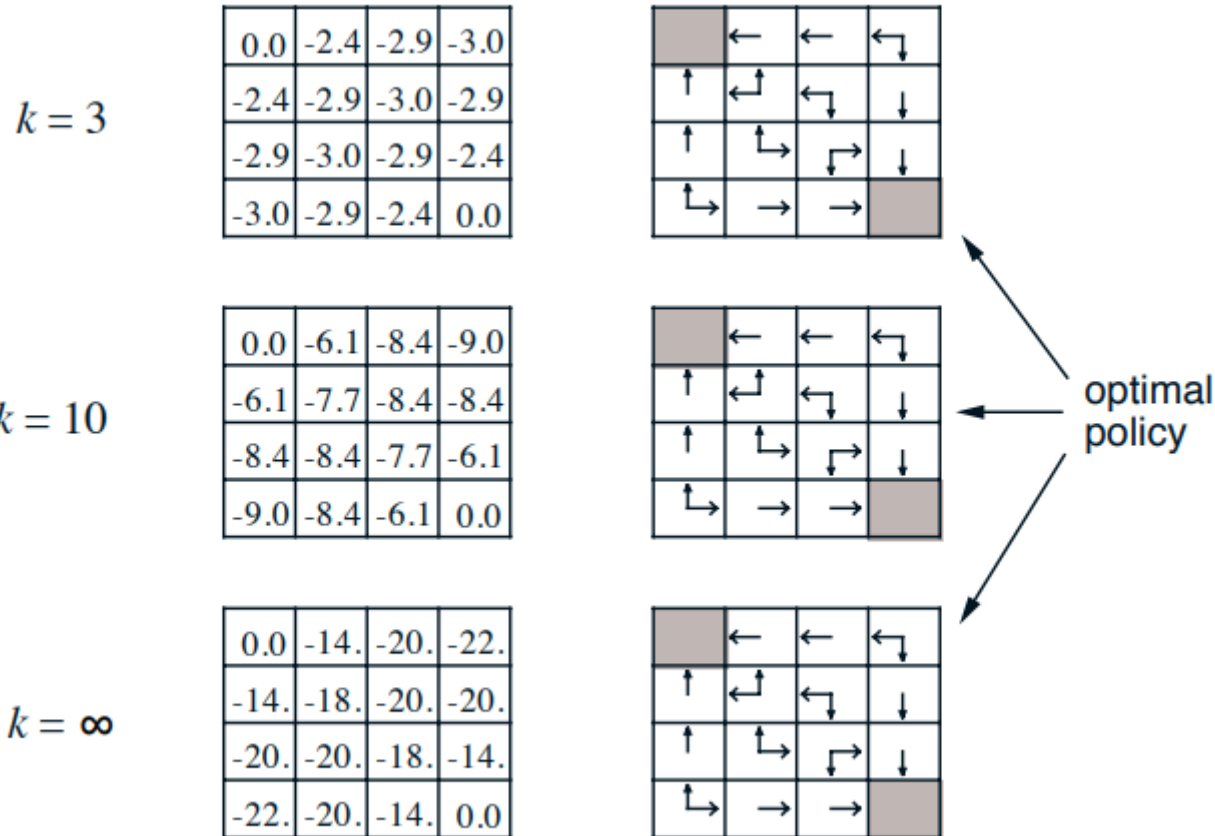 k = 3
0.0 -2.4 -2.9 -3.0
-2.4 -2.9 -3.0 -2.9
-2.9 -3.0 -2.9 -2.4
-3.0 -2.9 -2.4 0.0
k = 10
0.0 -6.1 -8.4 -9.0
-6.1 -7.7 -8.4 -8.4
-8.4 -8.4 -7.7 -6.1
-9.0 -8.4 -6.1 0.0
optimal
policy
k = ∞
0.0 -14. -20. -22.
-14. -18. -20. -20.
-20. -20. -18. -14.
-22. -20. -14. 0.0